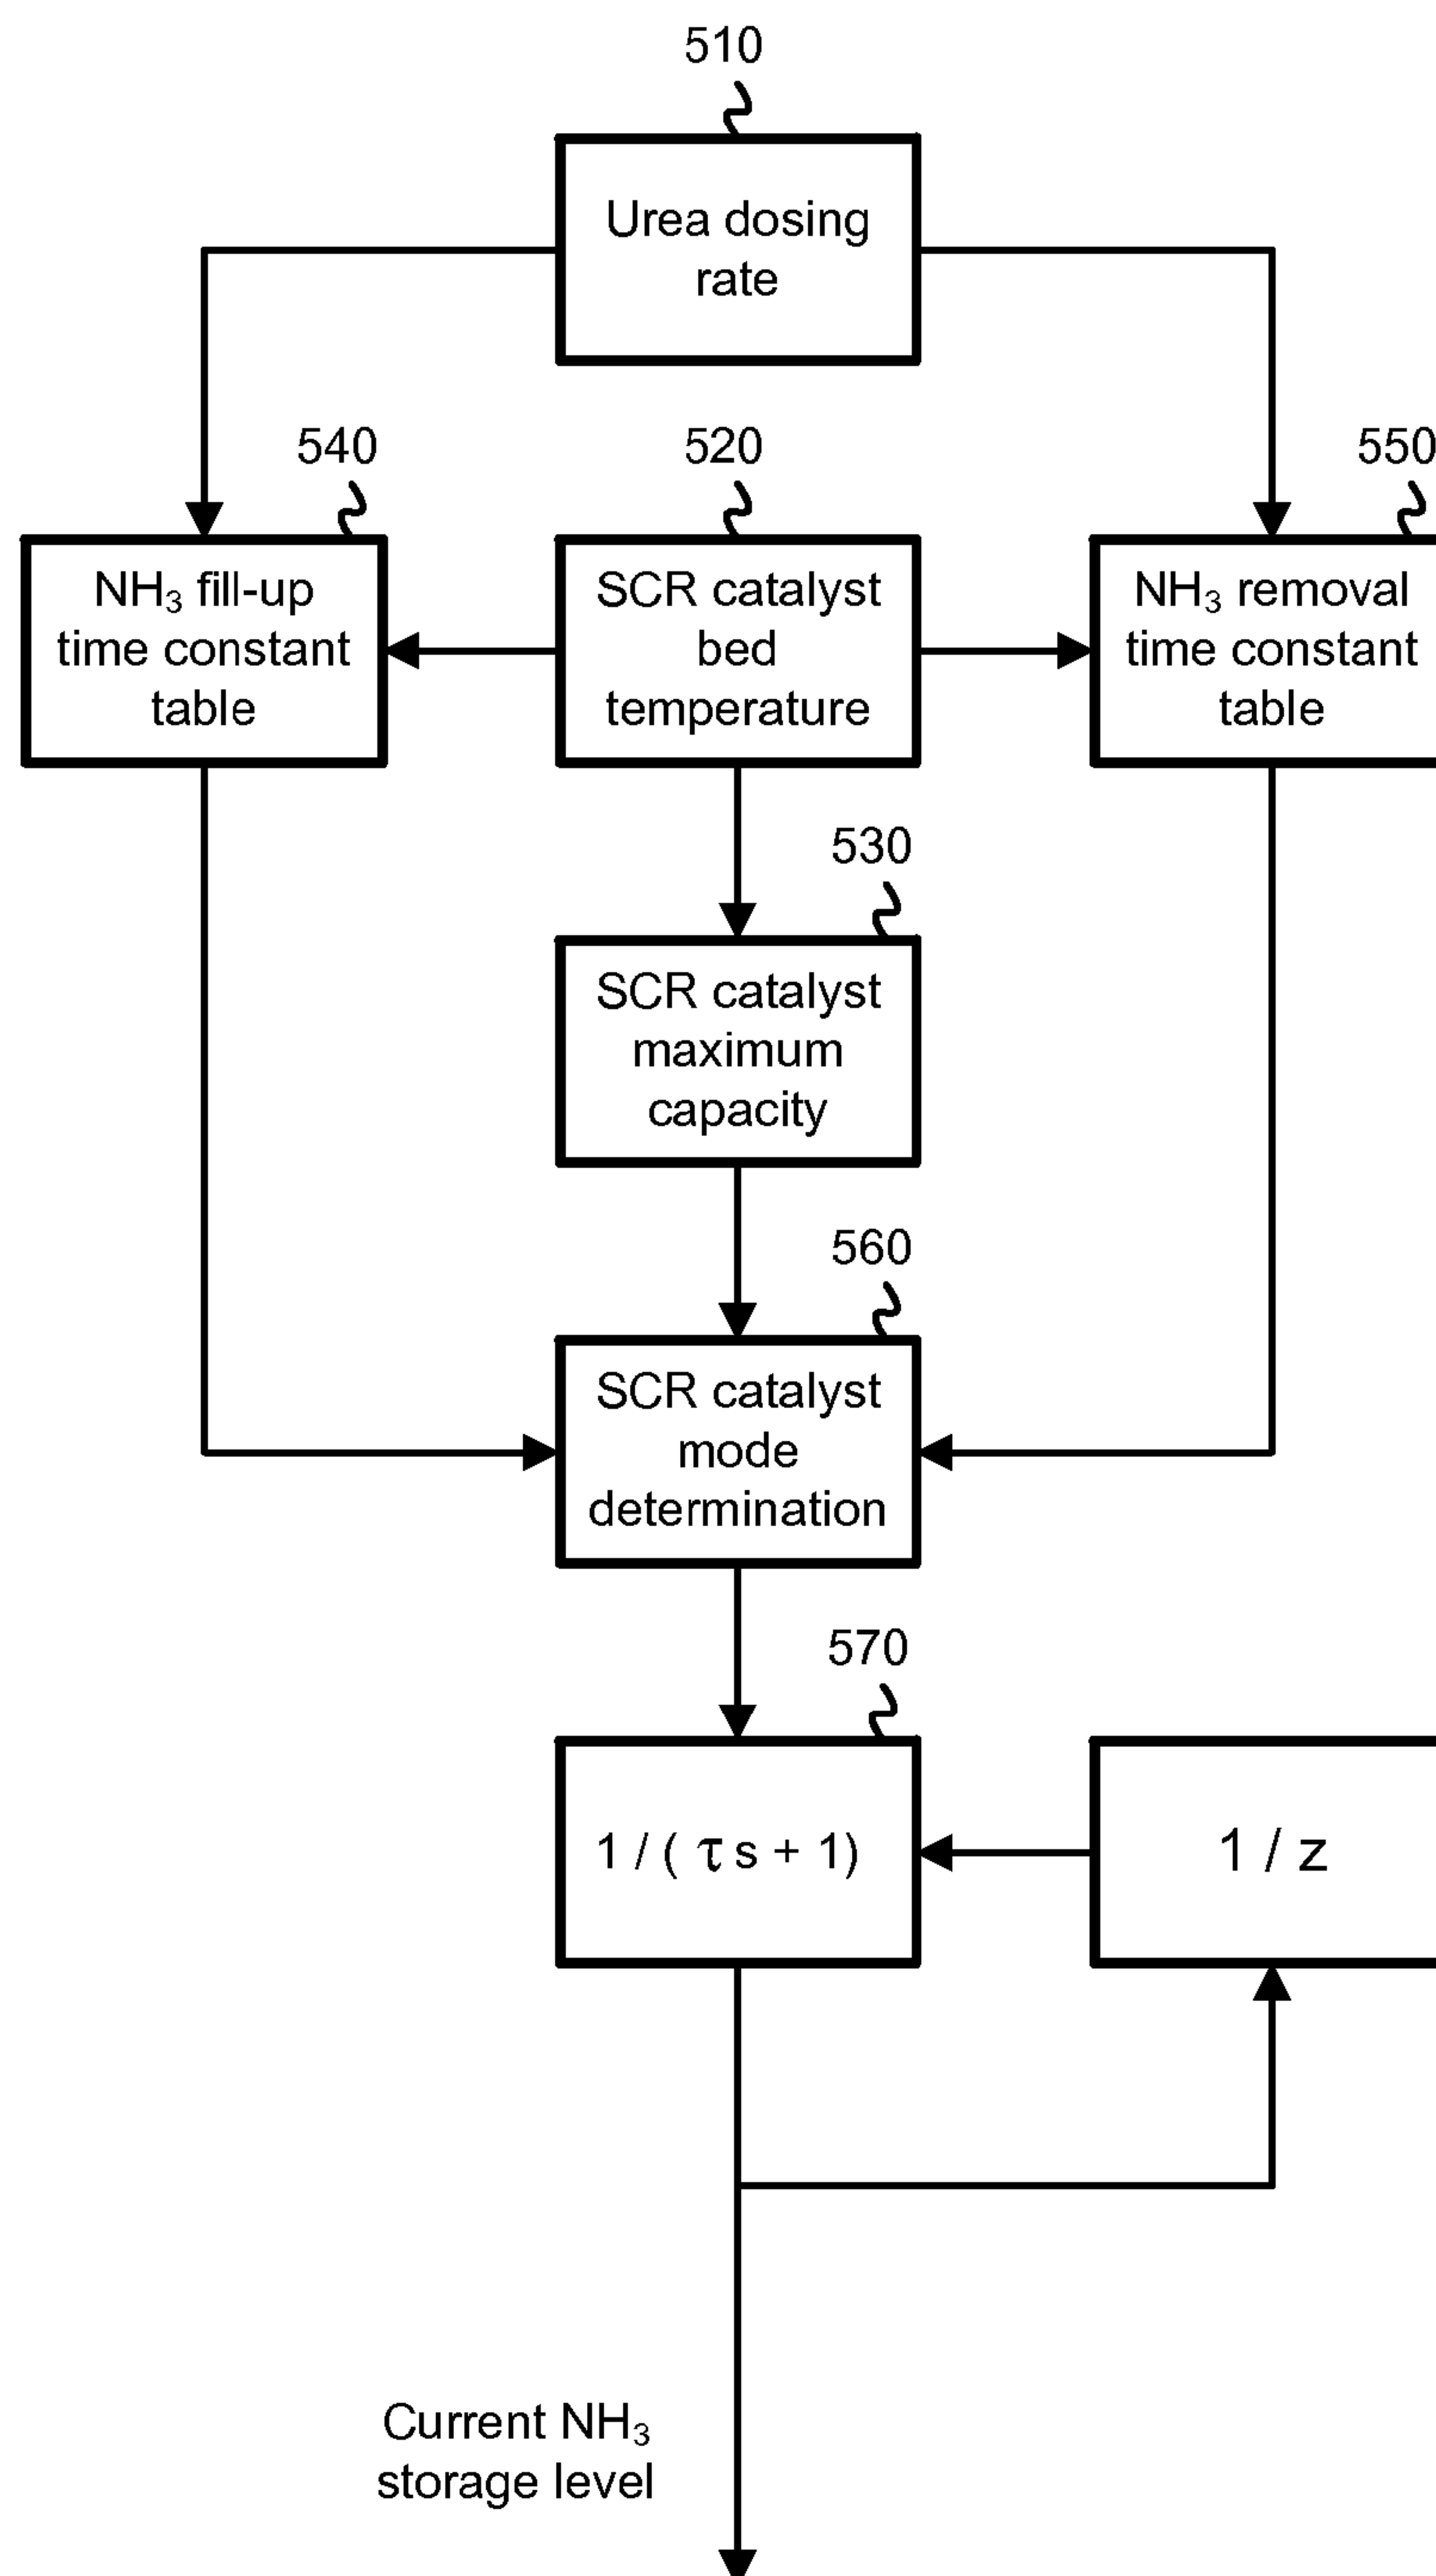 510
Urea dosing
rate
540
520
550
NH₃ fill-up
time constant
table
SCR catalyst
bed
temperature
NH₃ removal
time constant
table
530
SCR catalyst
maximum
capacity
560
SCR catalyst
mode
determination
570
1 / ( τ s + 1)
1 / z
Current NH₃
storage level